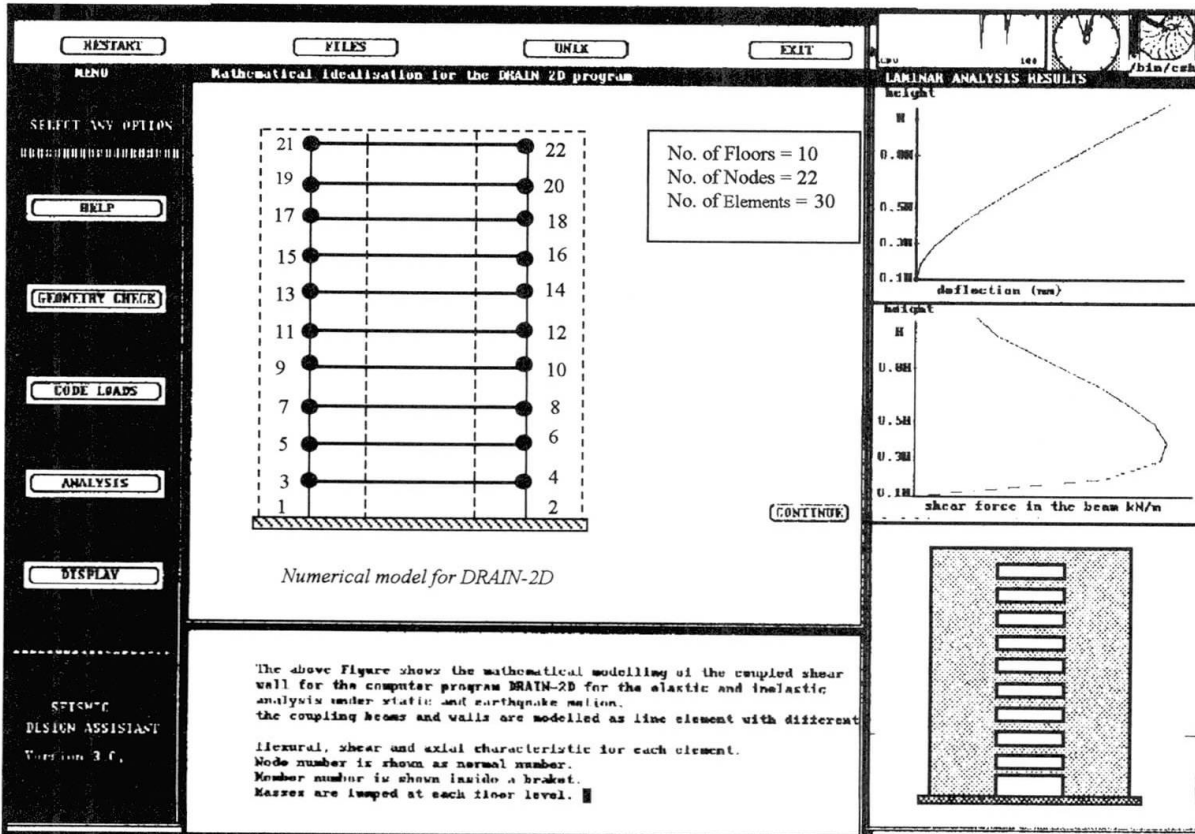 RESTART
FILES
UNIX
EXIT
CPU 100
/bin/csh
MENU
SELECT ANY OPTION
HELP
GEOMETRY CHECK
CODE LOADS
ANALYSIS
DISPLAY
SEISMIC
DESIGN ASSISTANT
Version 3.0,
Mathematical idealisation for the DRAIN 2D program
21 22
19 20
17 18
15 16
13 14
11 12
9 10
7 8
5 6
3 4
1 2
No. of Floors = 10
No. of Nodes = 22
No. of Elements = 30
CONTINUE
Numerical model for DRAIN-2D
The above Figure shows the mathematical modelling of the coupled shear
wall for the computer program DRAIN-2D for the elastic and inelastic
analysis under static and earthquake motion.
the coupling beams and walls are modelled as line element with different
flexural, shear and axial characteristic for each element.
Node number is shown as normal number.
Member number is shown inside a braket.
Masses are lumped at each floor level.
LAMINAR ANALYSIS RESULTS
height
H
0.8H
0.5H
0.3H
0.1H
deflection (mm)
height
H
0.8H
0.5H
0.3H
0.1H
shear force in the beam kN/m